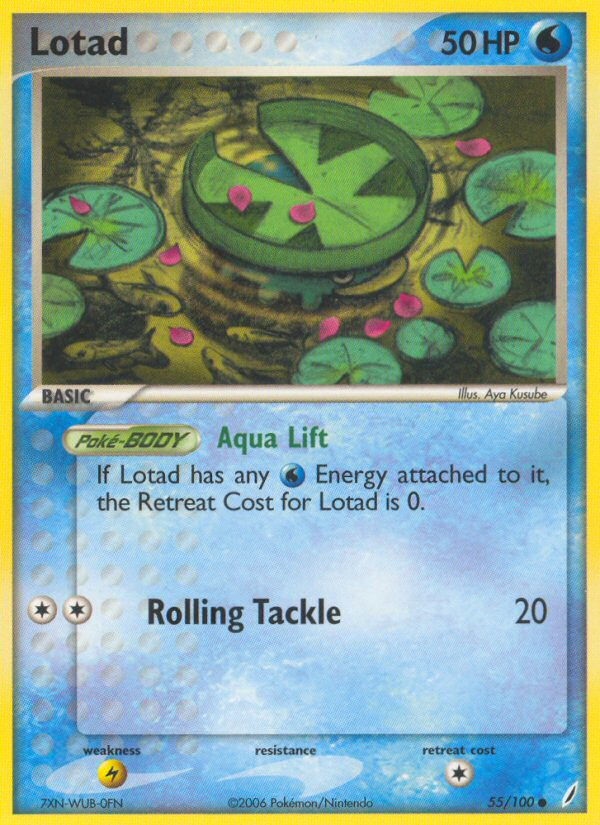 Lotad 50 HP
BASIC
Illus. Aya Kusube
Poké-BODY Aqua Lift
If Lotad has any Energy attached to it,
the Retreat Cost for Lotad is 0.
Rolling Tackle 20
weakness resistance retreat cost
7XN-WUB-0FN ©2006 Pokémon/Nintendo 55/100